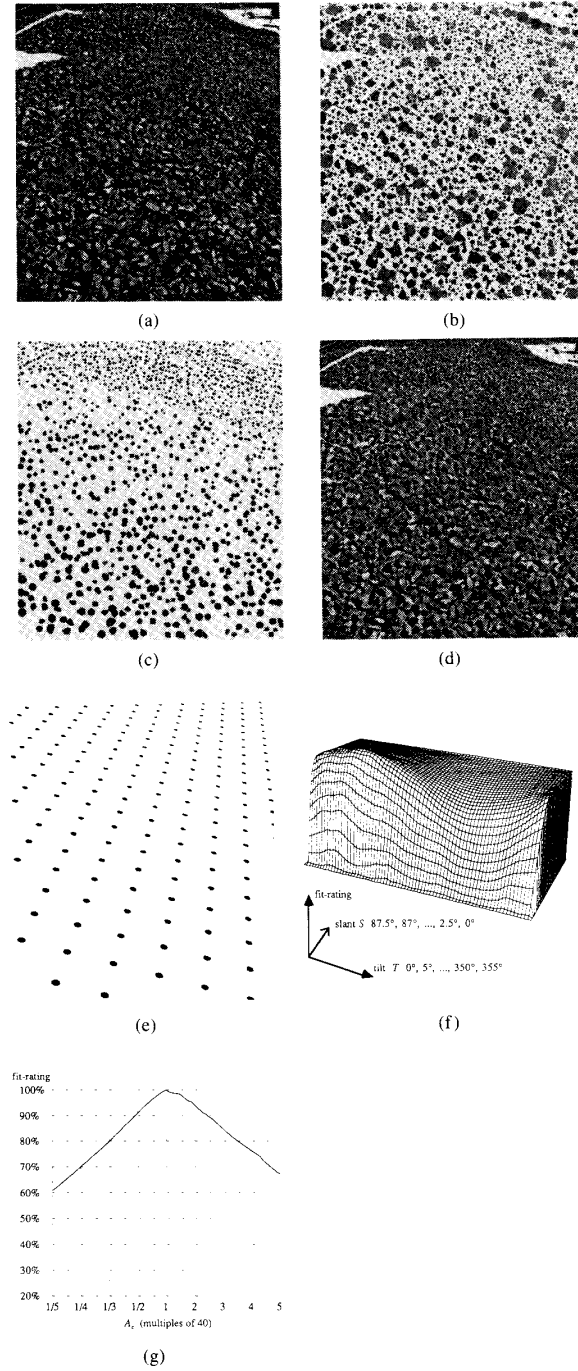 (a)
(b)
(c)
(d)
(e)
fit-rating
slant S 87.5°, 87°, ..., 2.5°, 0°
tilt T 0°, 5°, ..., 350°, 355°
(f)
fit-rating
100%
90%
80%
70%
60%
50%
40%
30%
20%
1/5 1/4 1/3 1/2 1 2 3 4 5
A_c (multiples of 40)
(g)